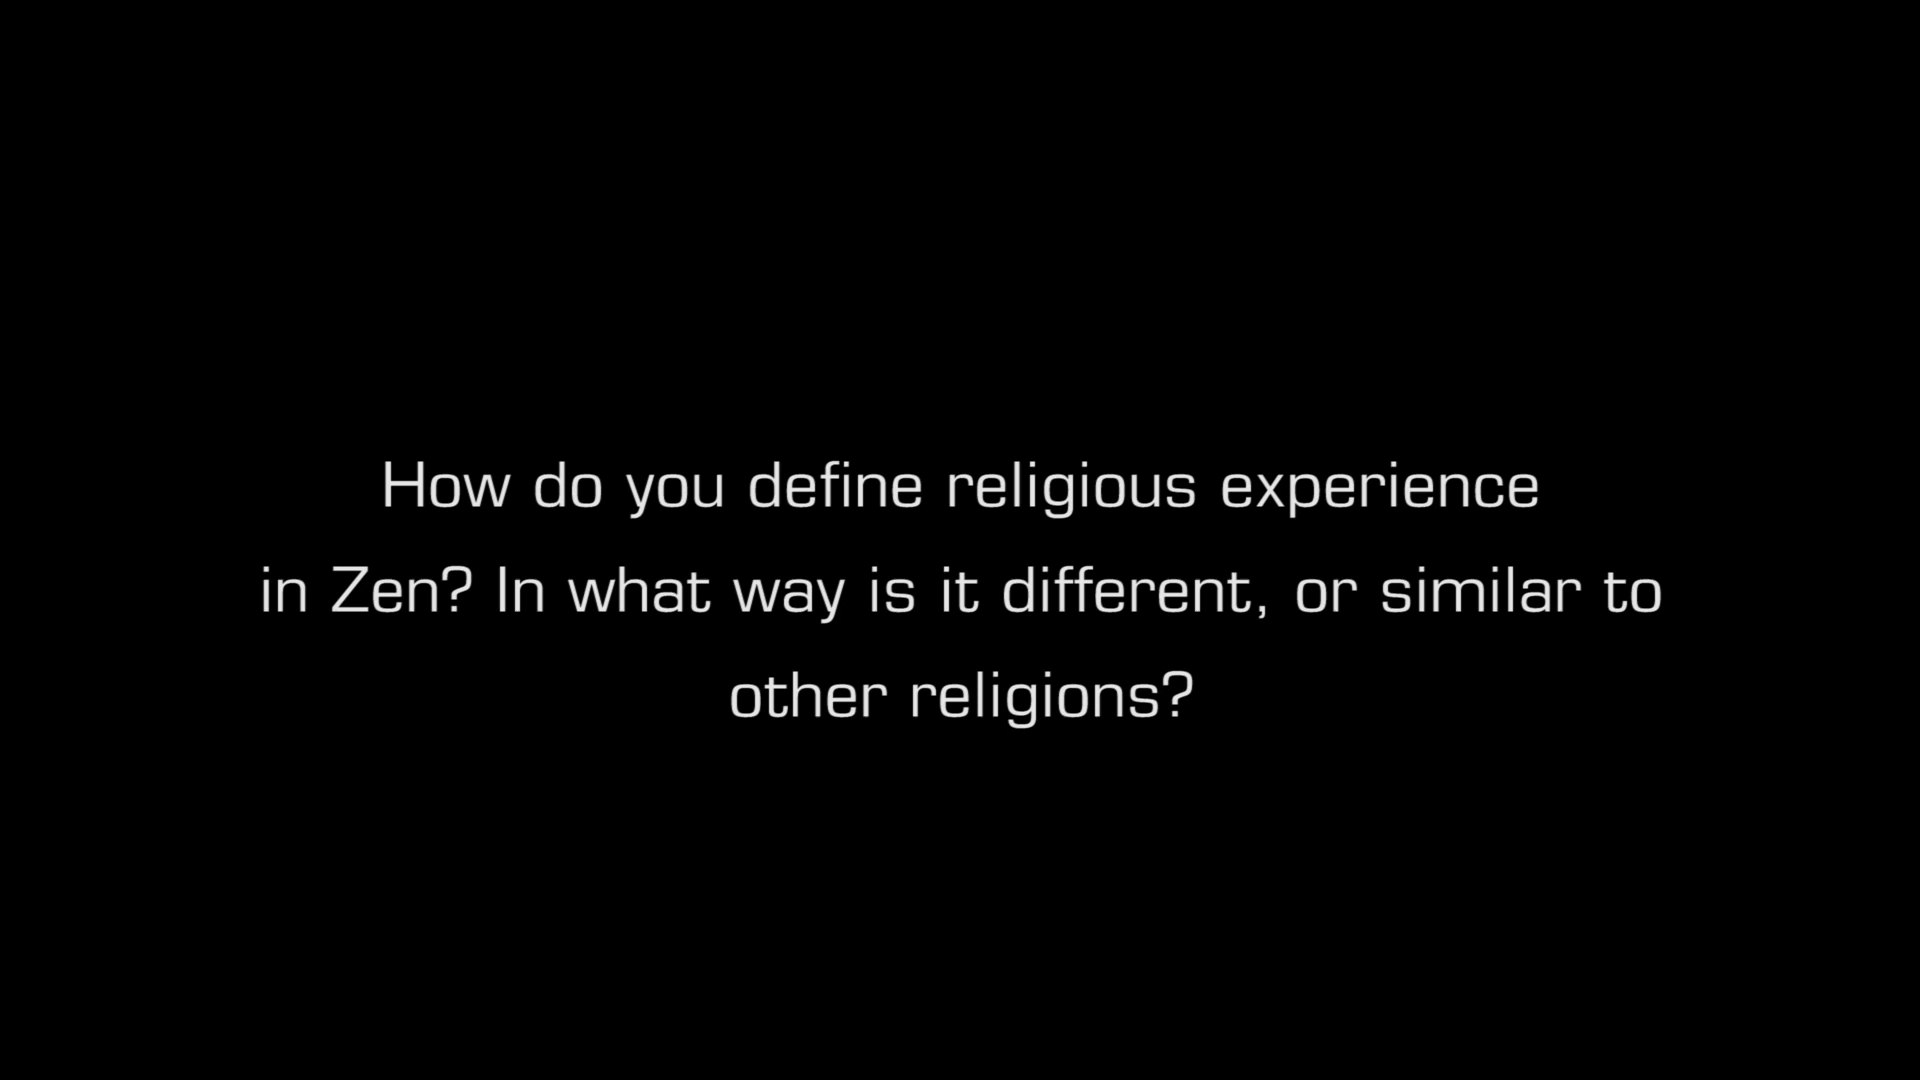 How do you define religious experience
in Zen? In what way is it different, or similar to
other religions?